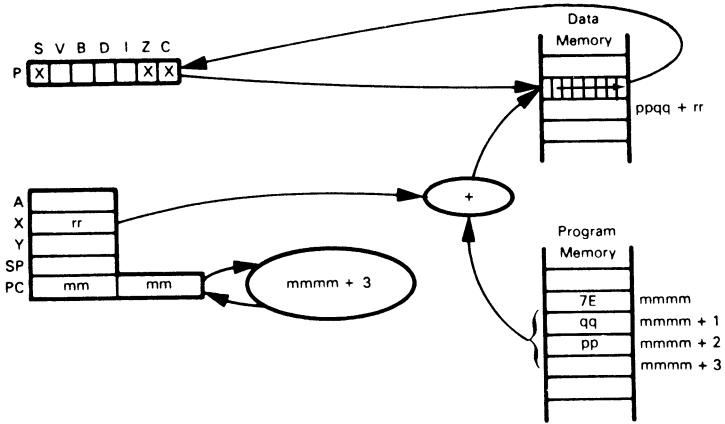 Data
Memory
S V B D I Z C
P X X X
ppqq + rr
A
X rr
Y
SP
PC mm mm
+
mmmm + 3
Program
Memory
7E mmmm
qq mmmm + 1
pp mmmm + 2
mmmm + 3